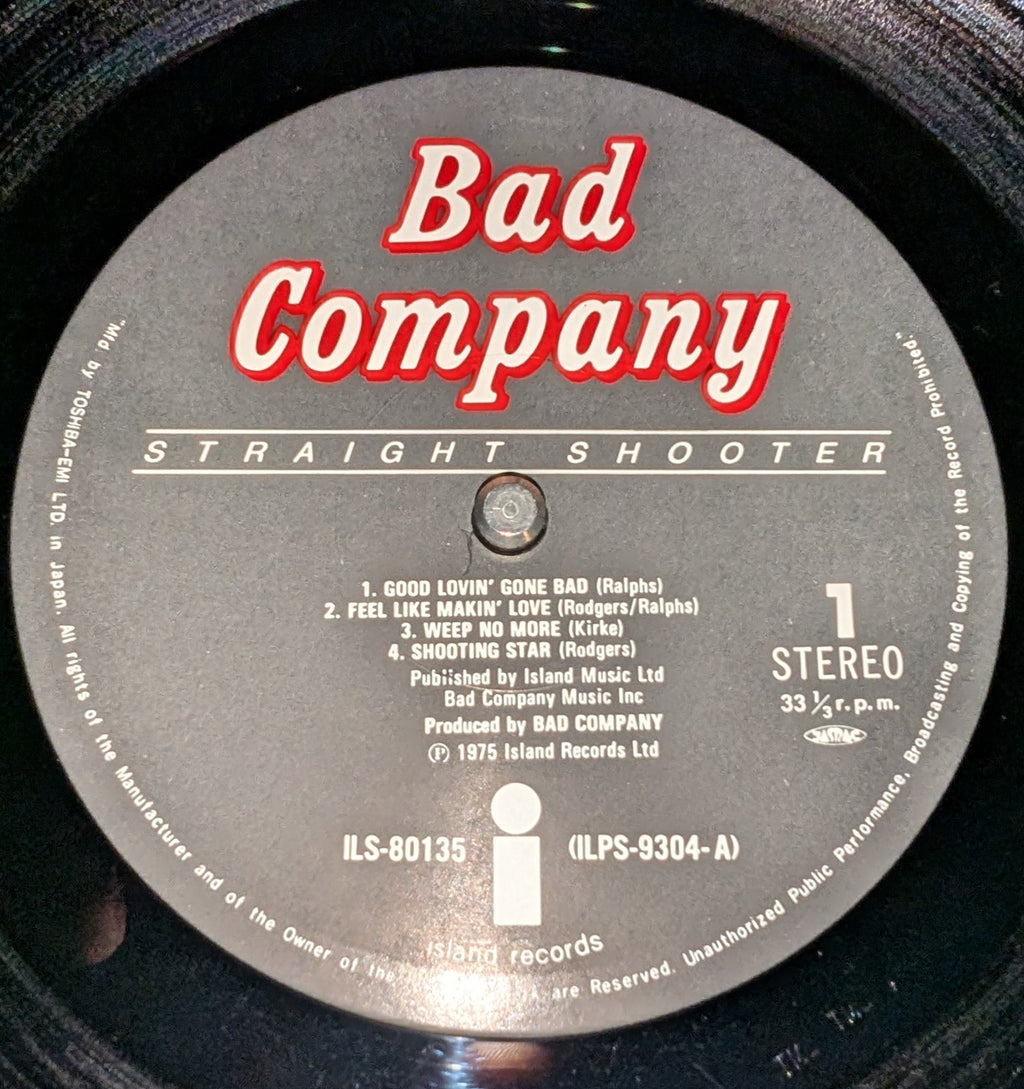 Bad
Company
STRAIGHT SHOOTER
1. GOOD LOVIN' GONE BAD (Ralphs)
2. FEEL LIKE MAKIN' LOVE (Rodgers/Ralphs)
3. WEEP NO MORE (Kirke)
4. SHOOTING STAR (Rodgers)
Published by Island Music Ltd
Bad Company Music Inc
Produced by BAD COMPANY
Ⓟ 1975 Island Records Ltd
1
STEREO
33 1/3 r.p.m.
JASRAC
ILS-80135
(ILPS-9304-A)
island records
"Mfd. by TOSHIBA-EMI LTD. in Japan. All rights of the Manufacturer and of the Owner of the are Reserved. Unauthorized Public Performance, Broadcasting and Copying of the Record Prohibited."